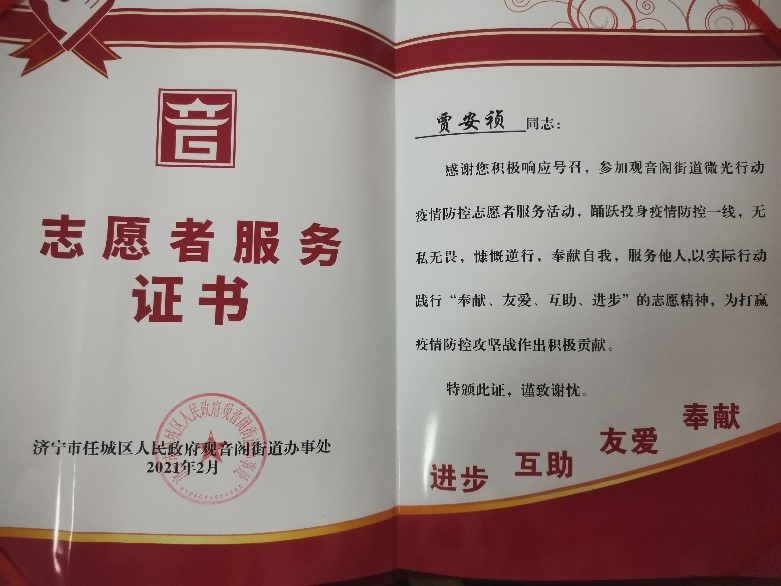 音
志愿者服务
证书
济宁市任城区人民政府观音阁街道办事处
2021年2月
贾安祯 同志：
感谢您积极响应号召，参加观音阁街道微光行动
疫情防控志愿者服务活动，踊跃投身疫情防控一线，无
私无畏，慷慨逆行，奉献自我，服务他人,以实际行动
践行“奉献、友爱、互助、进步”的志愿精神，为打赢
疫情防控攻坚战作出积极贡献。
特颁此证，谨致谢忱。
进步 互助 友爱 奉献